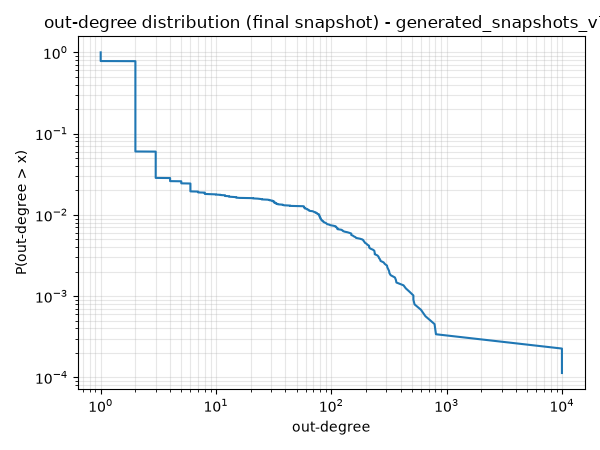 out-degree distribution (final snapshot) - generated_snapshots_v
10⁰
10⁻¹
10⁻²
10⁻³
10⁻⁴
P(out-degree > x)
10⁰ 10¹ 10² 10³ 10⁴
out-degree